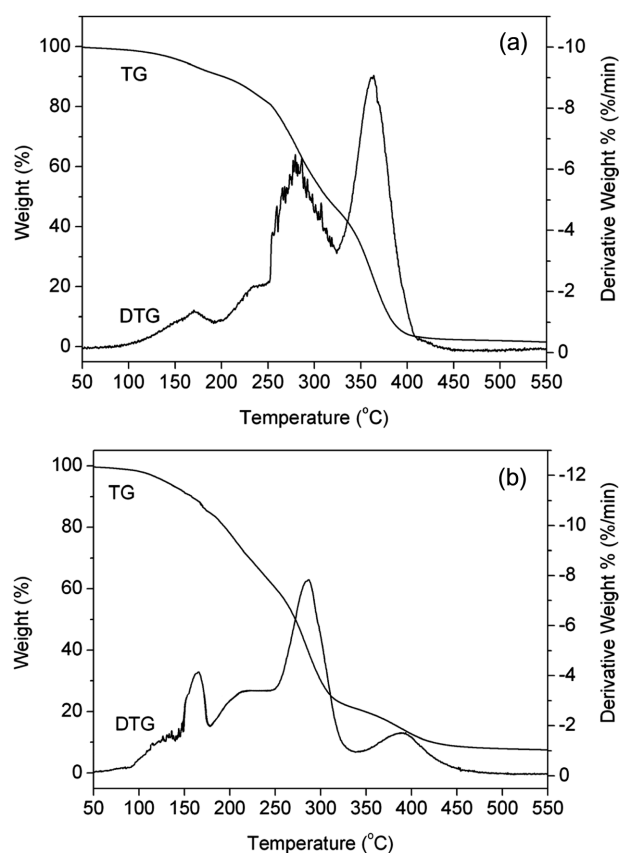 (a)
TG
DTG
100
80
60
40
20
0
-10
-8
-6
-4
-2
0
50 100 150 200 250 300 350 400 450 500 550
Weight (%)
Derivative Weight % (%/min)
Temperature (°C)
(b)
TG
DTG
100
80
60
40
20
0
-12
-10
-8
-6
-4
-2
0
50 100 150 200 250 300 350 400 450 500 550
Weight (%)
Derivative Weight % (%/min)
Temperature (°C)